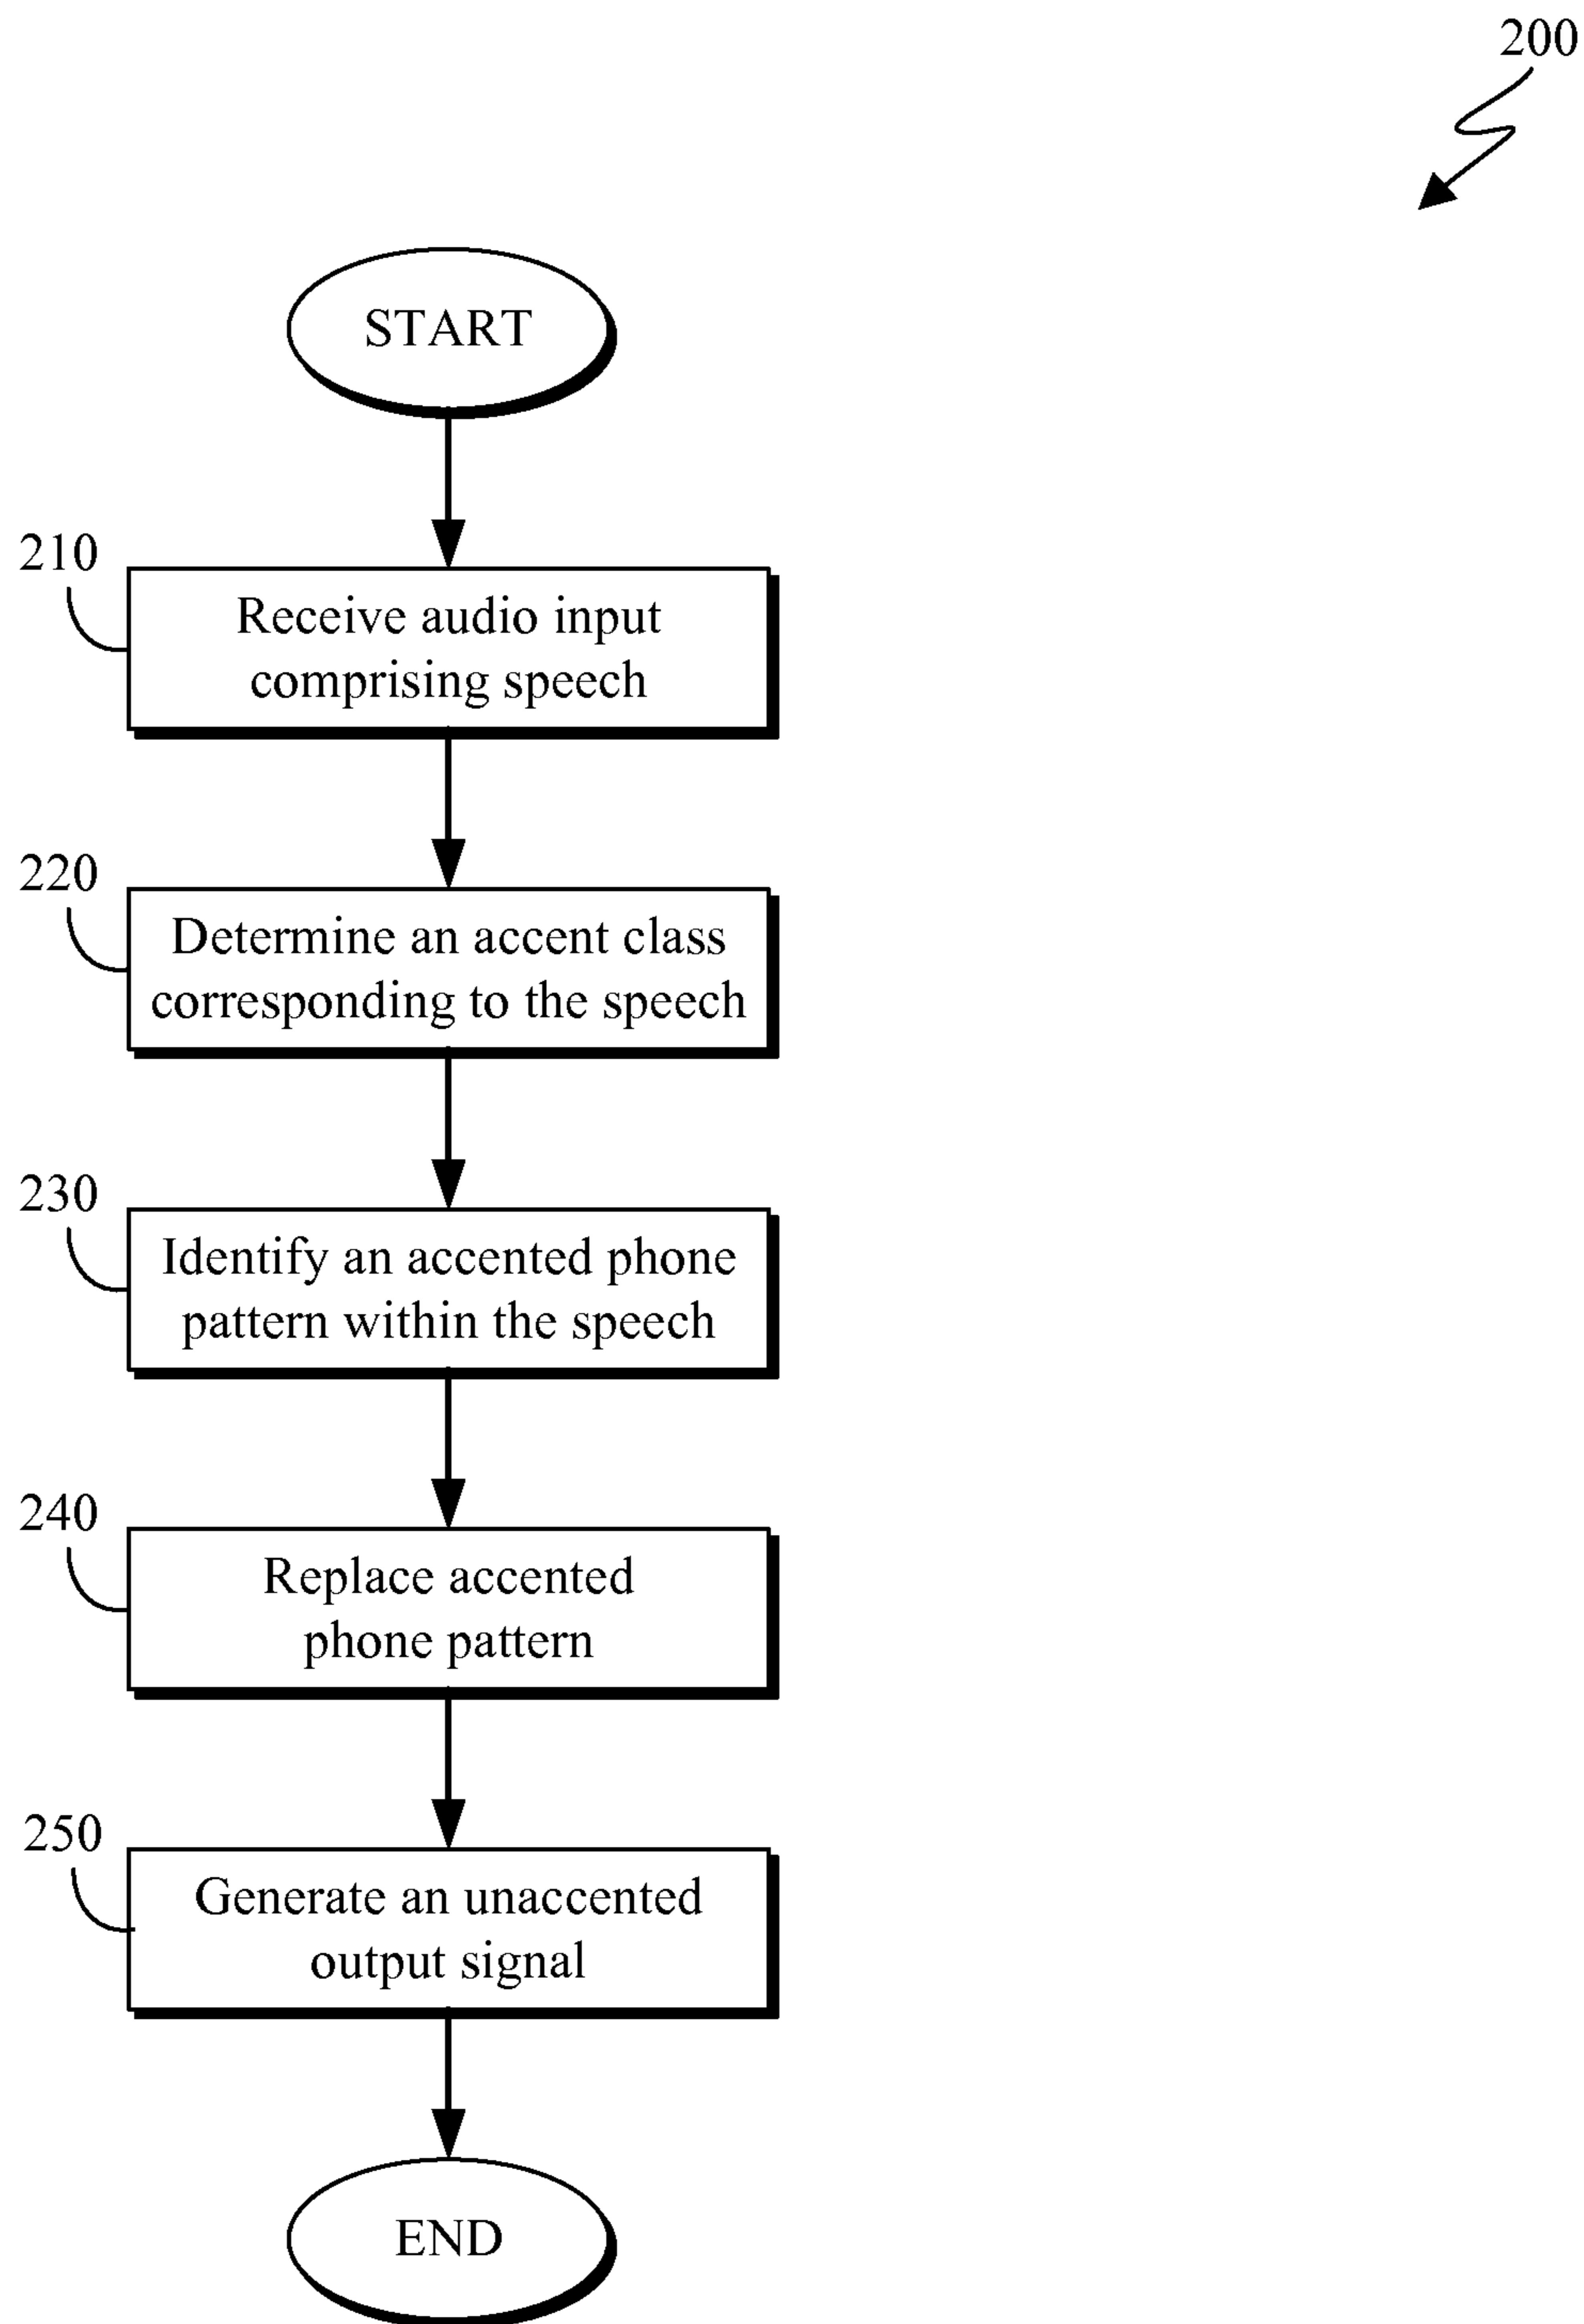 200
START
210
Receive audio input
comprising speech
220
Determine an accent class
corresponding to the speech
230
Identify an accented phone
pattern within the speech
240
Replace accented
phone pattern
250
Generate an unaccented
output signal
END